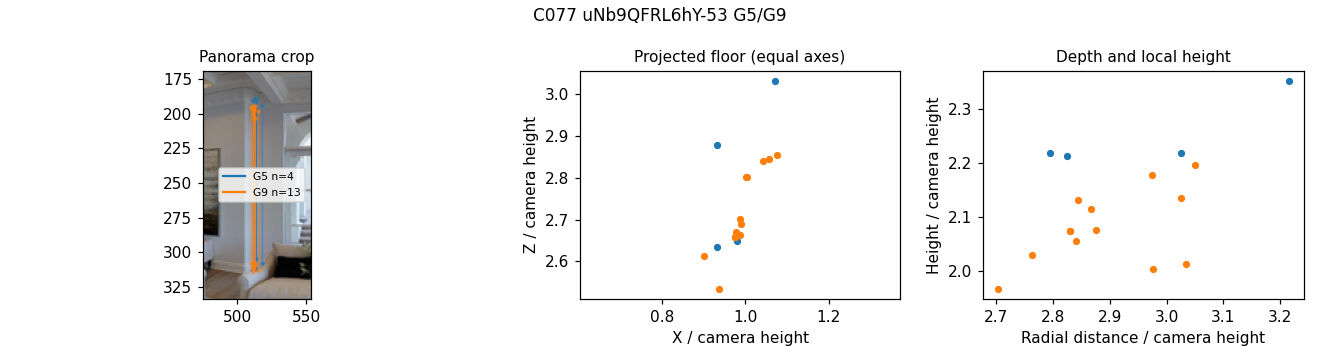 C077 uNb9QFRL6hY-53 G5/G9
Panorama crop
175
200
225
250
275
300
325
500
550
G5 n=4
G9 n=13
Projected floor (equal axes)
Z / camera height
3.0
2.9
2.8
2.7
2.6
0.8
1.0
1.2
X / camera height
Depth and local height
Height / camera height
2.3
2.2
2.1
2.0
2.7
2.8
2.9
3.0
3.1
3.2
Radial distance / camera height